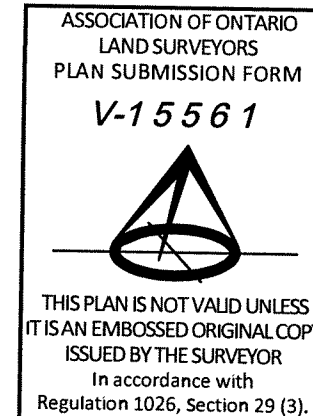 ASSOCIATION OF ONTARIO
LAND SURVEYORS
PLAN SUBMISSION FORM
V-15561
THIS PLAN IS NOT VALID UNLESS
IT IS AN EMBOSSED ORIGINAL COPY
ISSUED BY THE SURVEYOR
In accordance with
Regulation 1026, Section 29 (3).